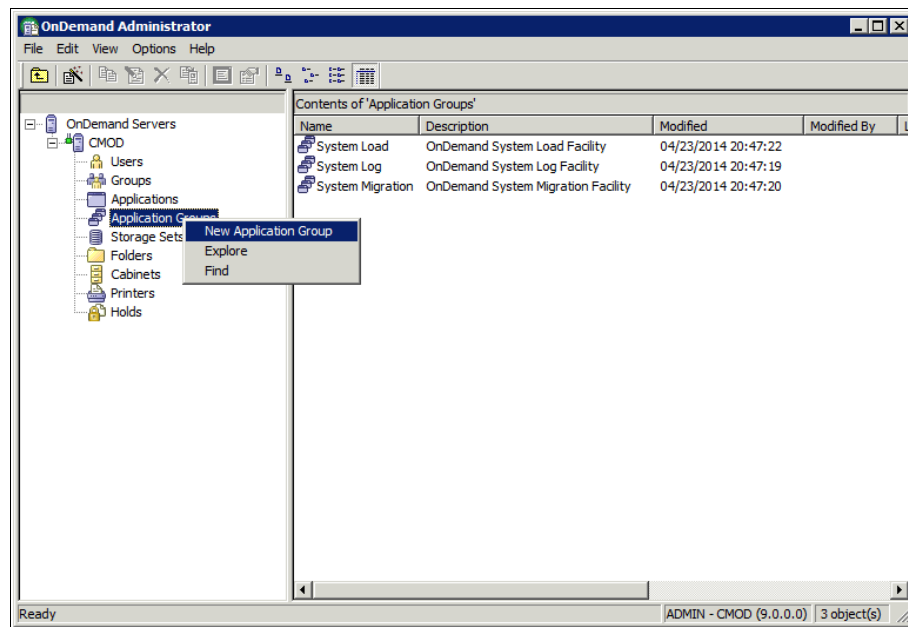 OnDemand Administrator
File Edit View Options Help
Contents of 'Application Groups'
Name Description Modified Modified By L
OnDemand Servers
CMOD
Users
Groups
Applications
Application Groups
Storage Sets
Folders
Cabinets
Printers
Holds
New Application Group
Explore
Find
System Load OnDemand System Load Facility 04/23/2014 20:47:22
System Log OnDemand System Log Facility 04/23/2014 20:47:19
System Migration OnDemand System Migration Facility 04/23/2014 20:47:20
Ready ADMIN - CMOD (9.0.0.0) 3 object(s)